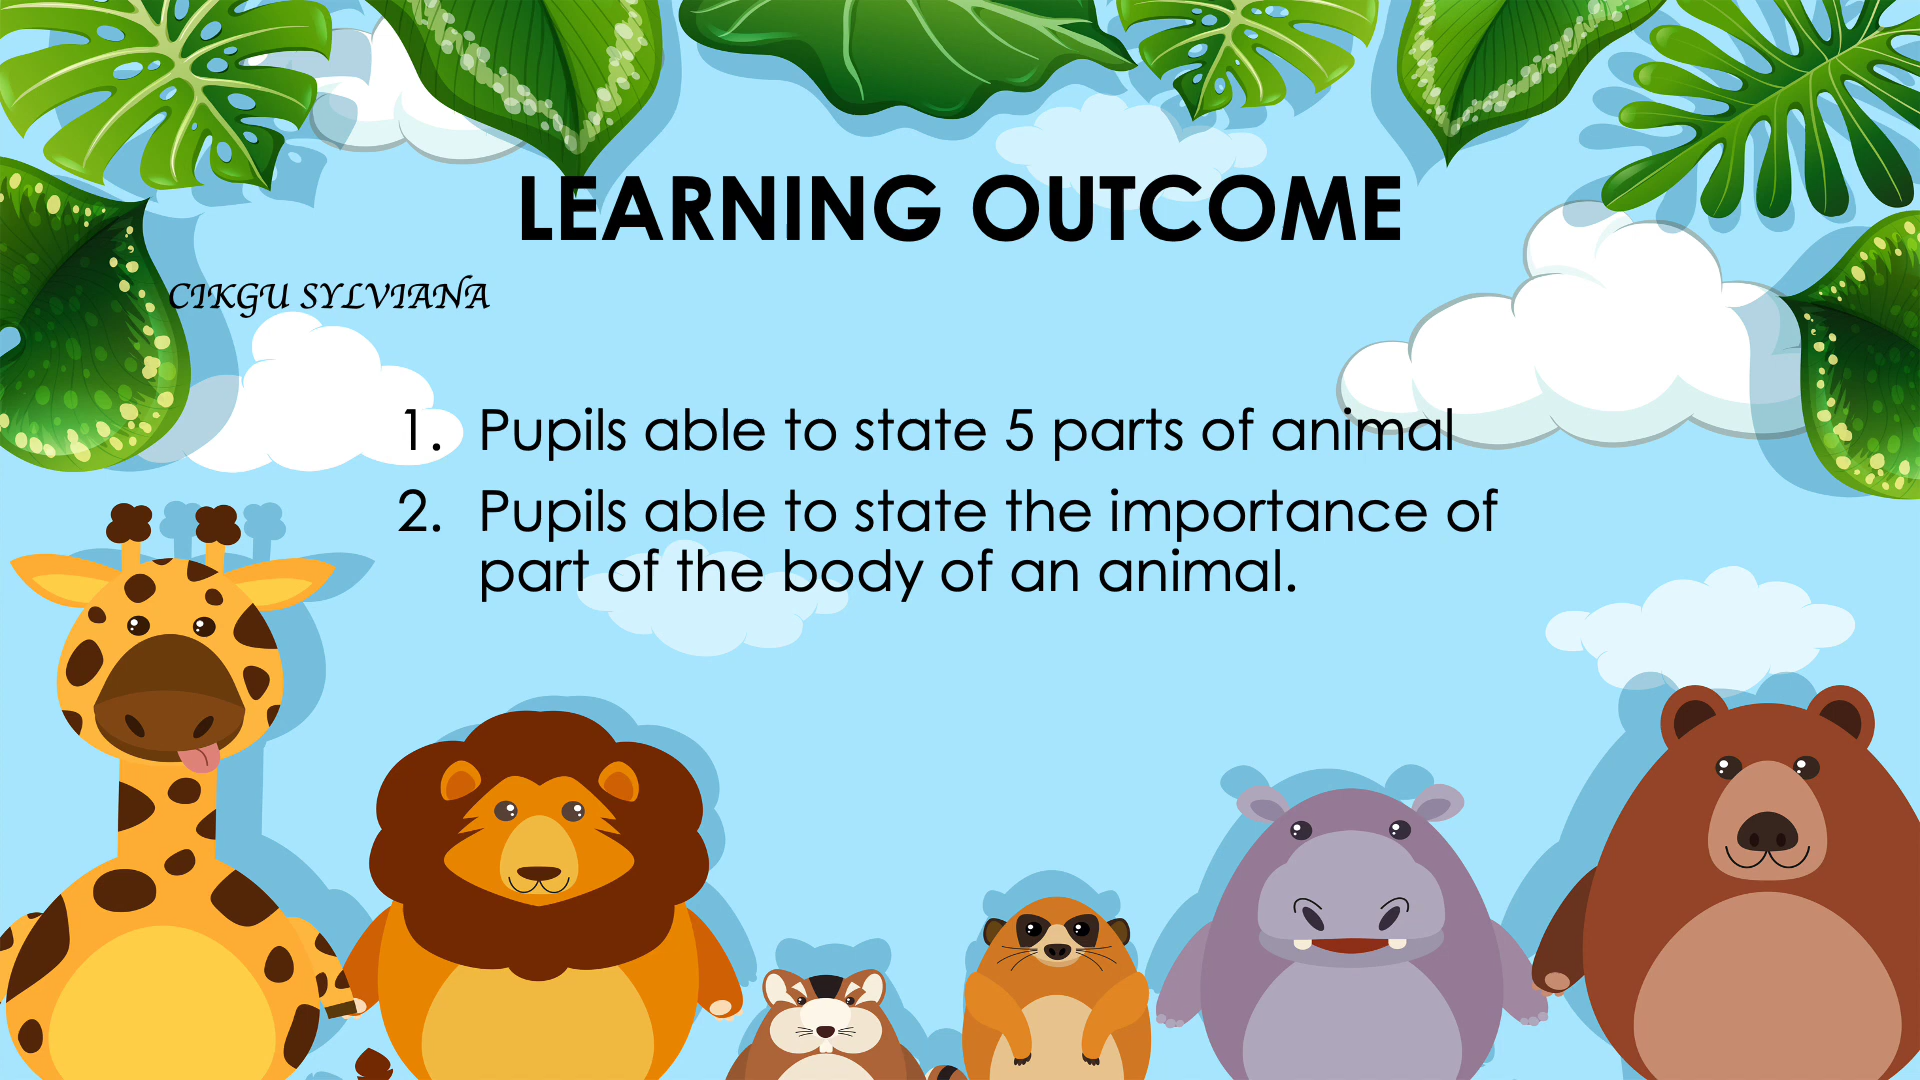 LEARNING OUTCOME
CIKGU SYLVIANA
1. Pupils able to state 5 parts of animal
2. Pupils able to state the importance of
part of the body of an animal.